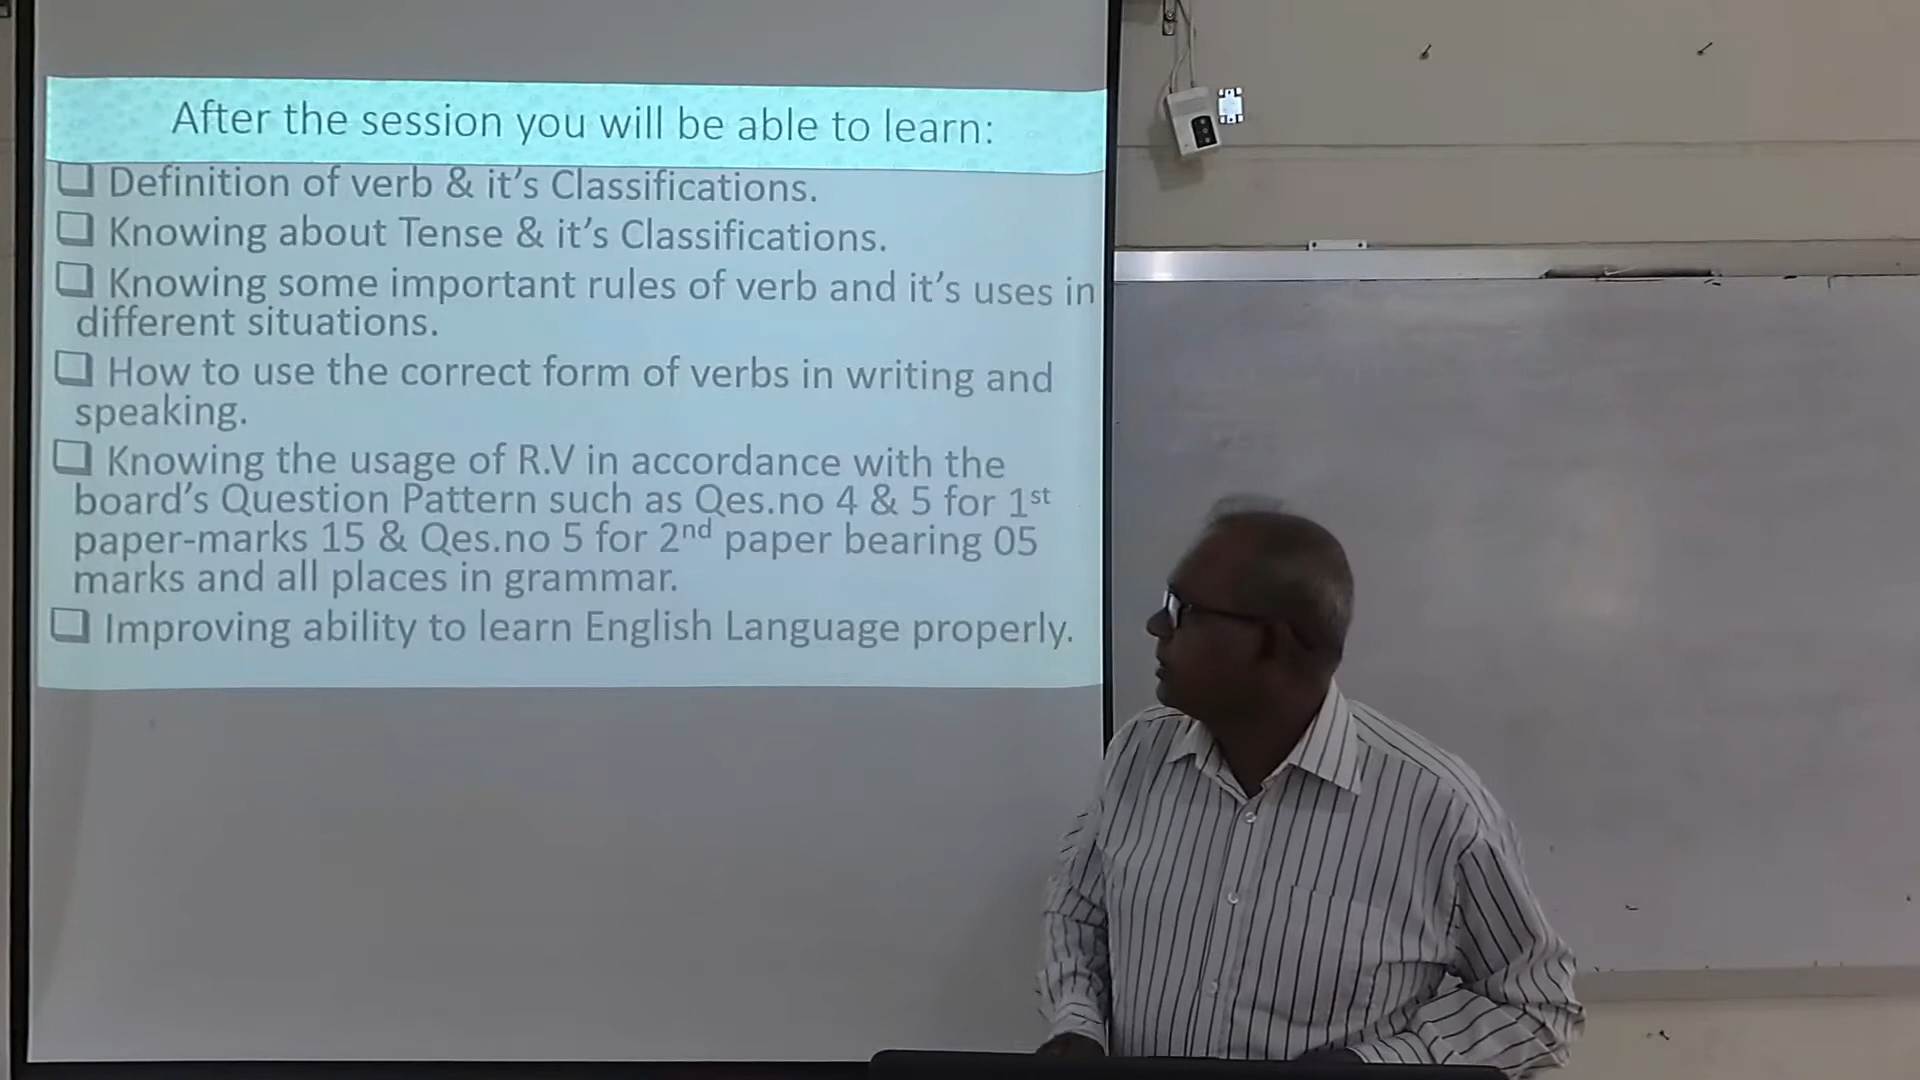 After the session you will be able to learn:
❑ Definition of verb & it's Classifications.
❑ Knowing about Tense & it's Classifications.
❑ Knowing some important rules of verb and it's uses in
different situations.
❑ How to use the correct form of verbs in writing and
speaking.
❑ Knowing the usage of R.V in accordance with the
board's Question Pattern such as Qes.no 4 & 5 for 1st
paper-marks 15 & Qes.no 5 for 2nd paper bearing 05
marks and all places in grammar.
❑ Improving ability to learn English Language properly.